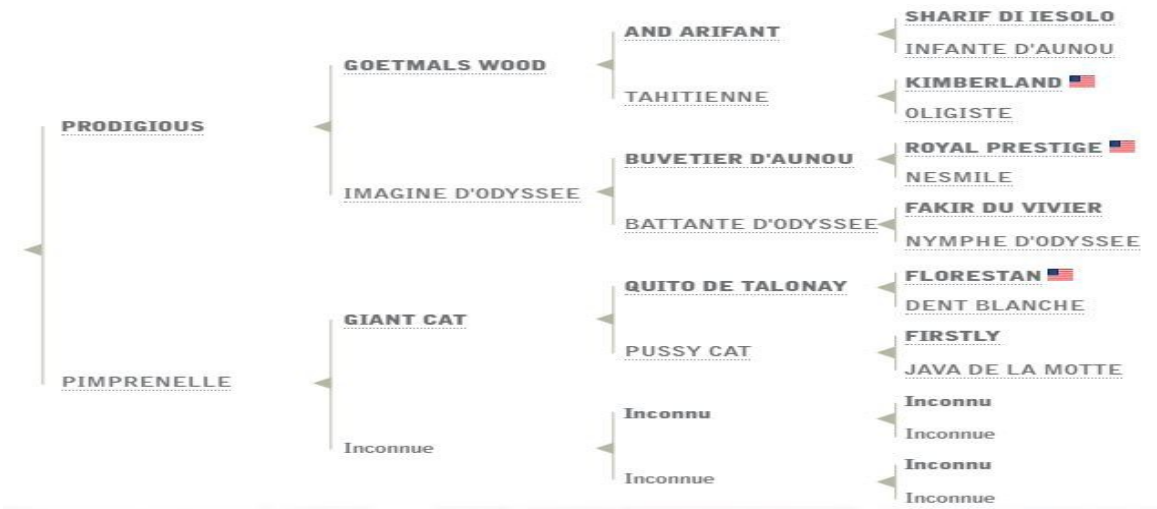 SHARIF DI IESOLO
AND ARIFANT
INFANTE D'AUNOU
GOETMALS WOOD
KIMBERLAND
TAHITIENNE
OLIGISTE
PRODIGIOUS
ROYAL PRESTIGE
BUVETIER D'AUNOU
NESMILE
IMAGINE D'ODYSSEE
FAKIR DU VIVIER
BATTANTE D'ODYSSEE
NYMPHE D'ODYSSEE
FLORESTAN
QUITO DE TALONAY
DENT BLANCHE
GIANT CAT
FIRSTLY
PUSSY CAT
JAVA DE LA MOTTE
PIMPRENELLE
Inconnu
Inconnu
Inconnue
Inconnue
Inconnu
Inconnue
Inconnue